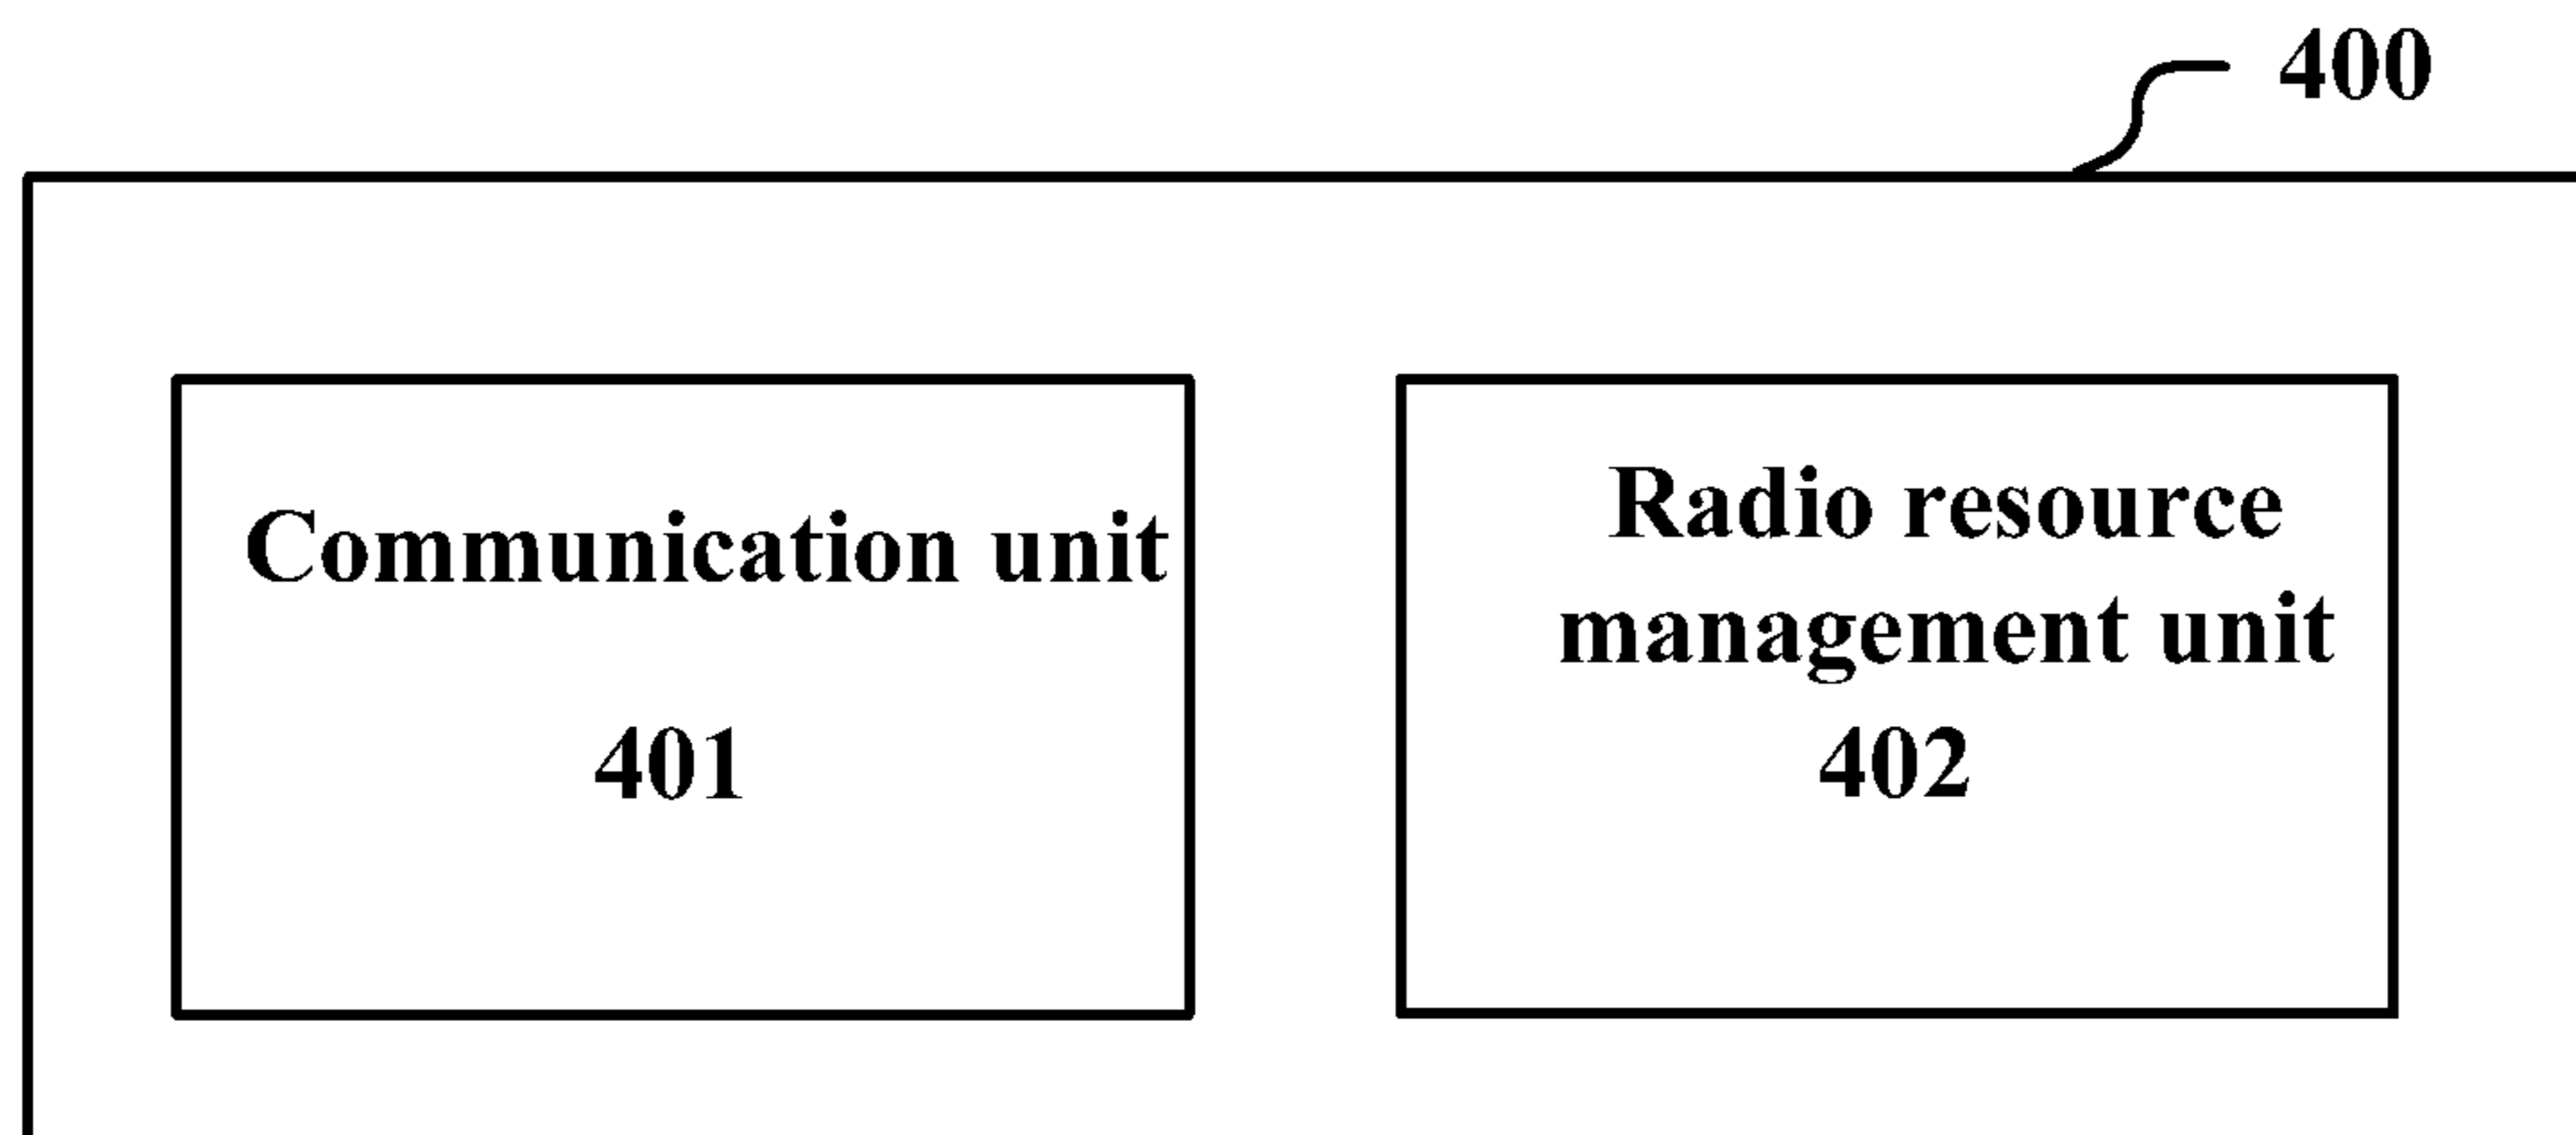 400
Communication unit
401
Radio resource
management unit
402